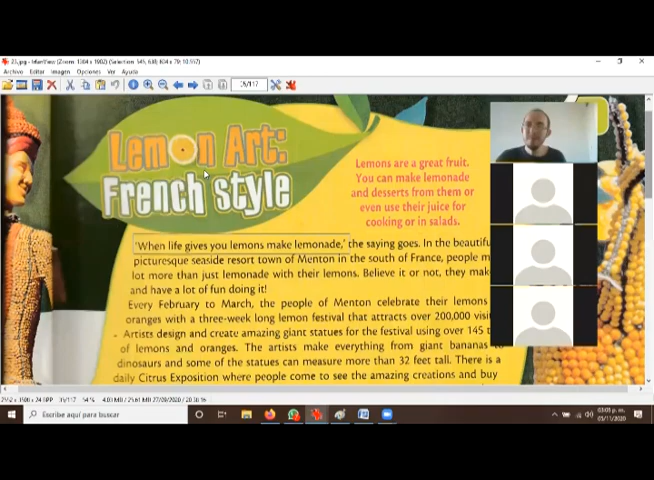 Archivo Editar Imagen Opciones Ver Ayuda
35/117
Lemon Art:
French style
Lemons are a great fruit.
You can make lemonade
and desserts from them or
even use their juice for
cooking or in salads.
'When life gives you lemons make lemonade,' the saying goes. In the
picturesque seaside resort town of Menton in the south of France, people
lot more than just lemonade with their lemons. Believe it or not, they
and have a lot of fun doing it!
Every February to March, the people of Menton celebrate their lemons
oranges with a three-week long lemon festival that attracts over 200,000
Artists design and create amazing giant statues for the festival using over 145
of lemons and oranges. The artists make everything from giant bananas
dinosaurs and some of the statues can measure more than 32 feet tall. There is a
daily Citrus Exposition where people come to see the amazing creations and buy
Escribe aquí para buscar
03:05 p. m.
05/11/2020